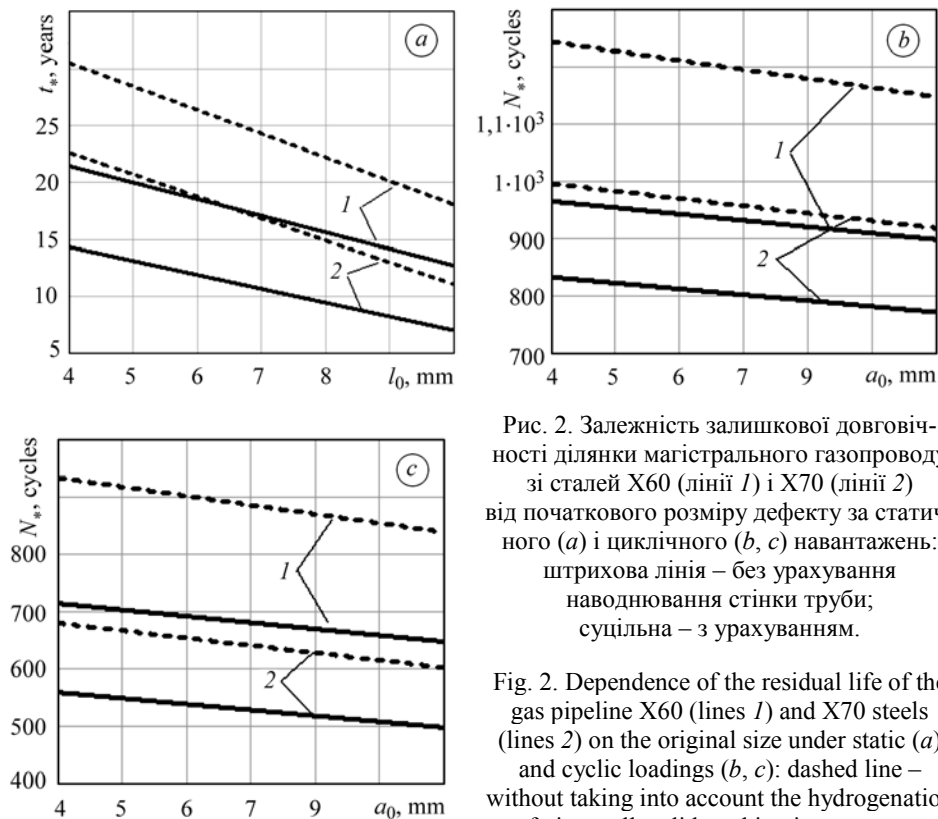 t*, years
a
25
20
15
10
5
1
2
4 5 6 7 8 l₀, mm
N*, cycles
b
1,1·10³
1·10³
900
800
700
1
2
4 5 6 7 8 9 a₀, mm
N*, cycles
c
800
700
600
500
400
1
2
4 5 6 7 8 9 a₀, mm
Рис. 2. Залежність залишкової довговіч-
ності ділянки магістрального газопроводу
зі сталей X60 (лінії 1) і X70 (лінії 2)
від початкового розміру дефекту за статич
ного (a) і циклічного (b, c) навантажень:
штрихова лінія – без урахування
наводнювання стінки труби;
суцільна – з урахуванням.
Fig. 2. Dependence of the residual life of the
gas pipeline X60 (lines 1) and X70 steels
(lines 2) on the original size under static (a)
and cyclic loadings (b, c): dashed line –
without taking into account the hydrogenatio